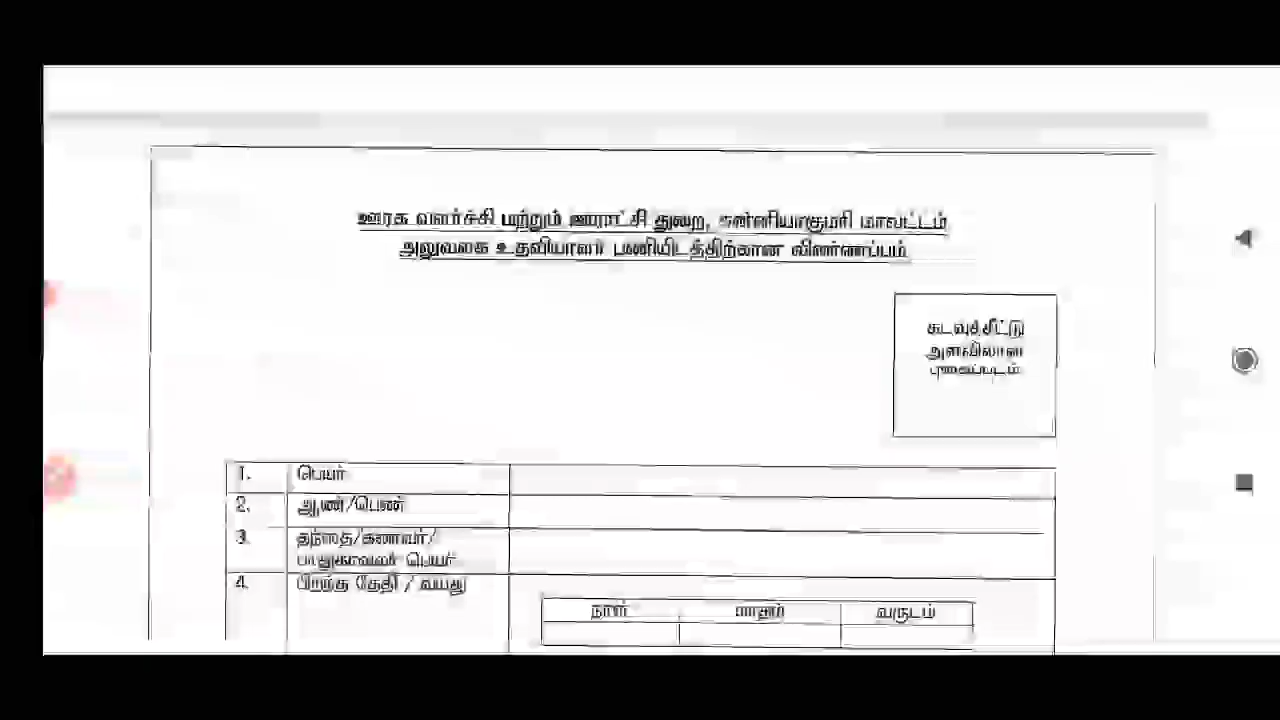 ஊரக வளர்ச்சி மற்றும் ஊராட்சி துறை, கன்னியாகுமரி மாவட்டம்
அலுவலக உதவியாளர் பணியிடத்திற்கான விண்ணப்பம்
கடவுச்சீட்டு
அளவிலான
புகைப்படம்
1. பெயர்
2. ஆண்/பெண்
3. தந்தை/கணவர்/
பாதுகாவலர் பெயர்
4. பிறந்த தேதி / வயது
நாள் மாதம் வருடம்